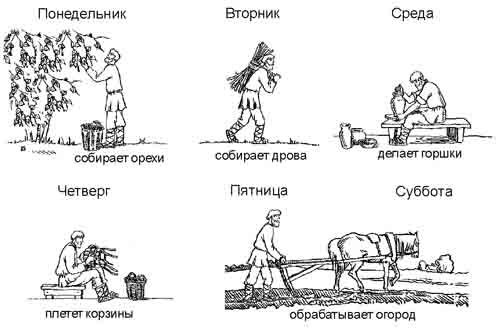 Понедельник Вторник Среда
собирает орехи собирает дрова делает горшки
Четверг Пятница Суббота
плетет корзины обрабатывает огород